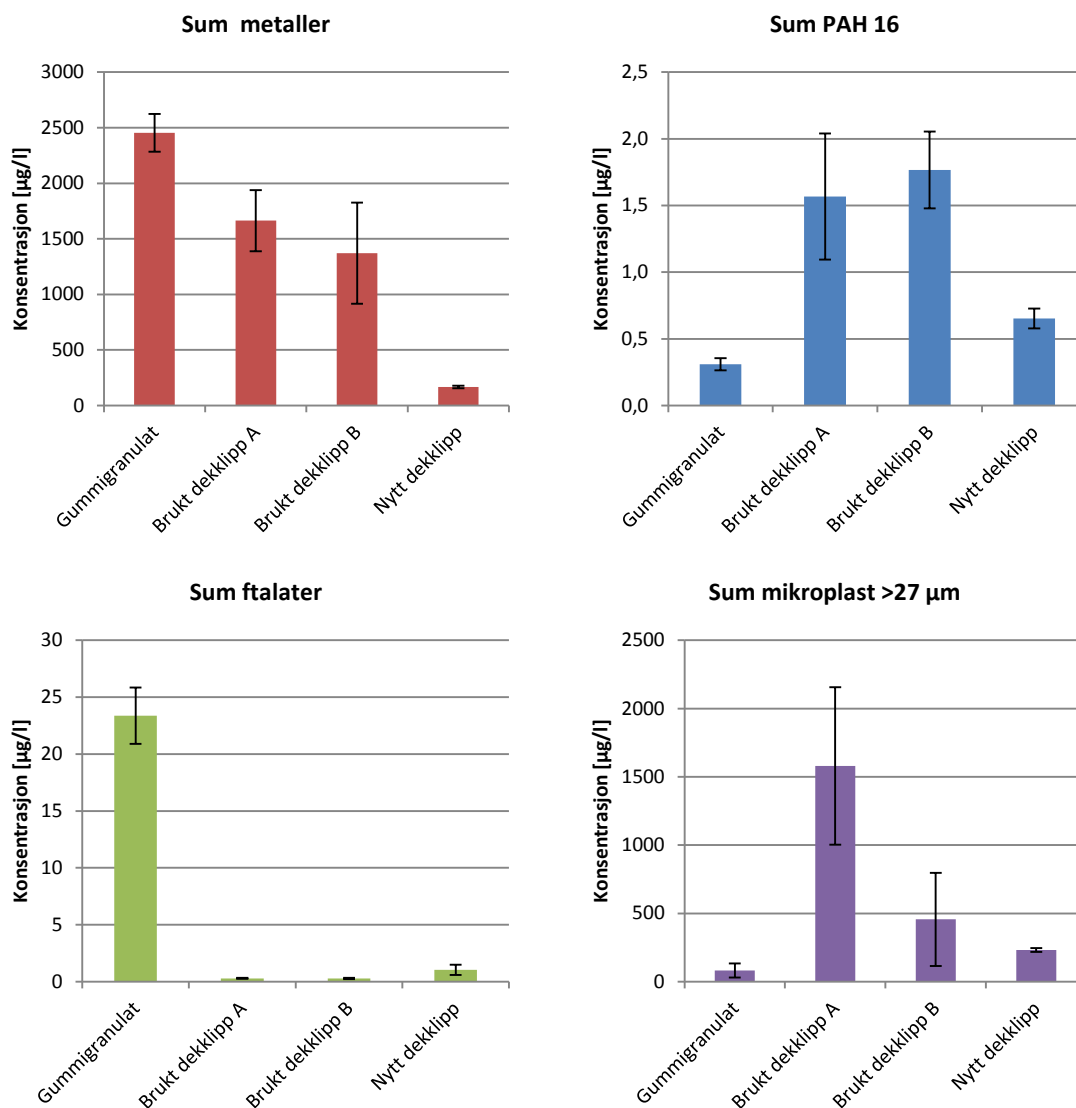 Sum metaller
Konsentrasjon [µg/l]
3000
2500
2000
1500
1000
500
0
Gummigranulat
Brukt dekklipp A
Brukt dekklipp B
Nytt dekklipp
Sum PAH 16
Konsentrasjon [µg/l]
2,5
2,0
1,5
1,0
0,5
0,0
Gummigranulat
Brukt dekklipp A
Brukt dekklipp B
Nytt dekklipp
Sum ftalater
Konsentrasjon [µg/l]
30
25
20
15
10
5
0
Gummigranulat
Brukt dekklipp A
Brukt dekklipp B
Nytt dekklipp
Sum mikroplast >27 µm
Konsentrasjon [µg/l]
2500
2000
1500
1000
500
0
Gummigranulat
Brukt dekklipp A
Brukt dekklipp B
Nytt dekklipp